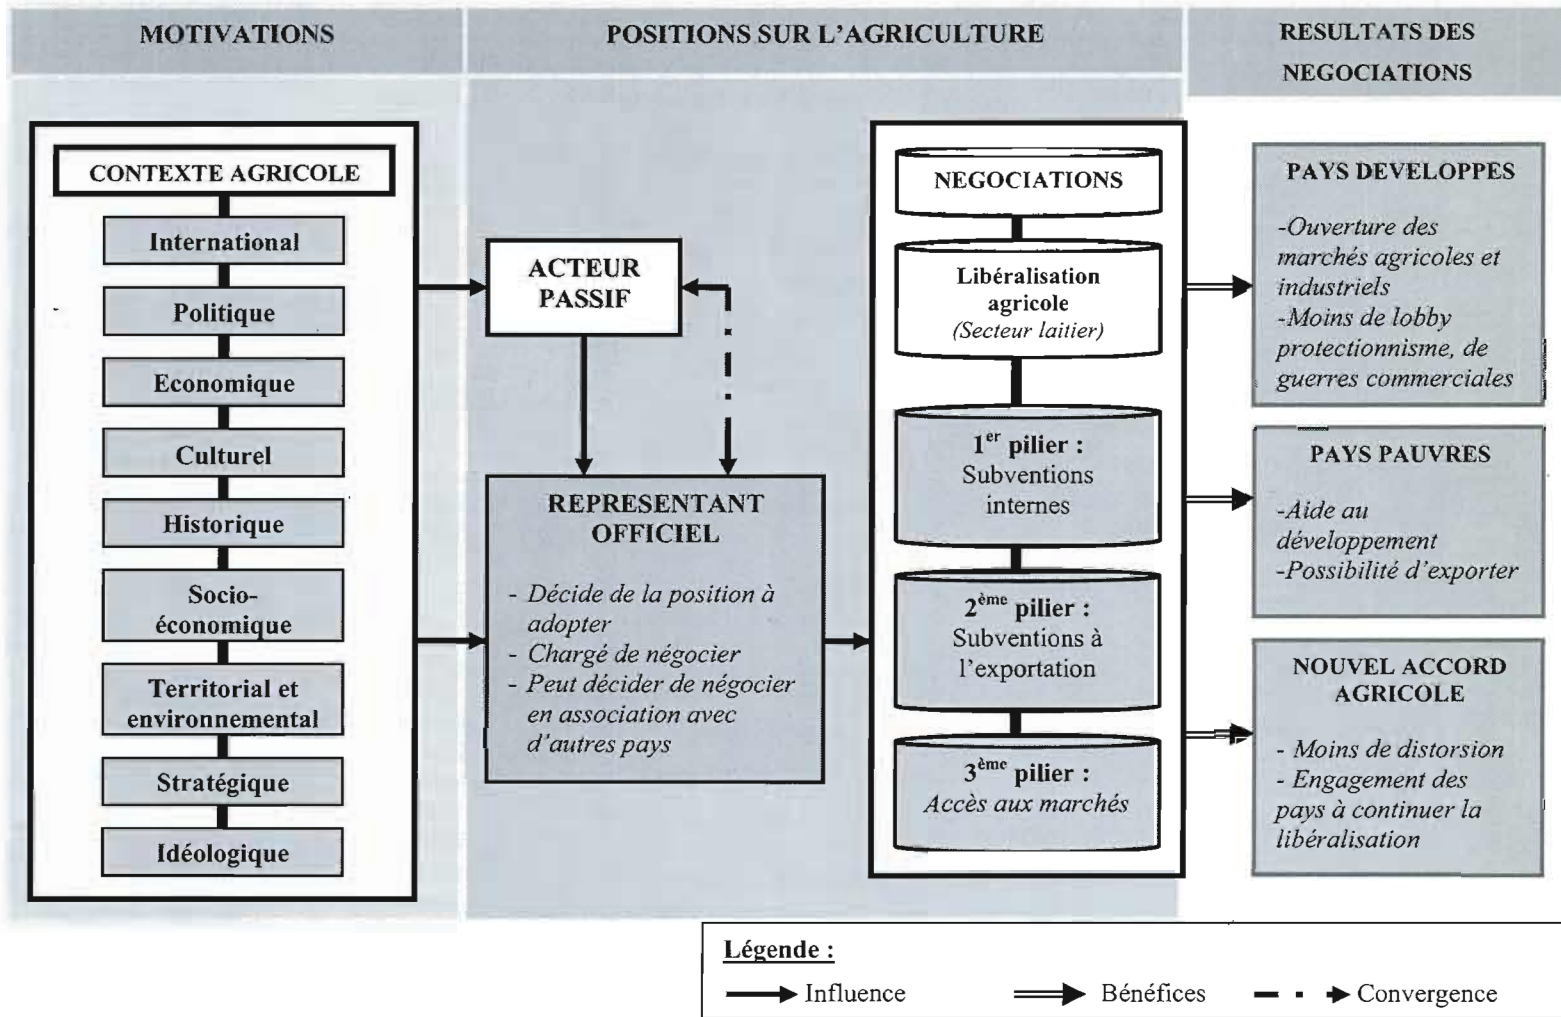 MOTIVATIONS
POSITIONS SUR L'AGRICULTURE
RESULTATS DES
NEGOCIATIONS
CONTEXTE AGRICOLE
International
Politique
Economique
Culturel
Historique
Socio-
économique
Territorial et
environnemental
Stratégique
Idéologique
ACTEUR
PASSIF
REPRESENTANT
OFFICIEL
- Décide de la position à
adopter
- Chargé de négocier
- Peut décider de négocier
en association avec
d'autres pays
NEGOCIATIONS
Libéralisation
agricole
(Secteur laitier)
1er pilier :
Subventions
internes
2ème pilier :
Subventions à
l'exportation
3ème pilier :
Accès aux marchés
PAYS DEVELOPPES
-Ouverture des
marchés agricoles et
industriels
-Moins de lobby
protectionnisme, de
guerres commerciales
PAYS PAUVRES
-Aide au
développement
-Possibilité d'exporter
NOUVEL ACCORD
AGRICOLE
- Moins de distorsion
- Engagement des
pays à continuer la
libéralisation
Légende :
Influence
Bénéfices
Convergence